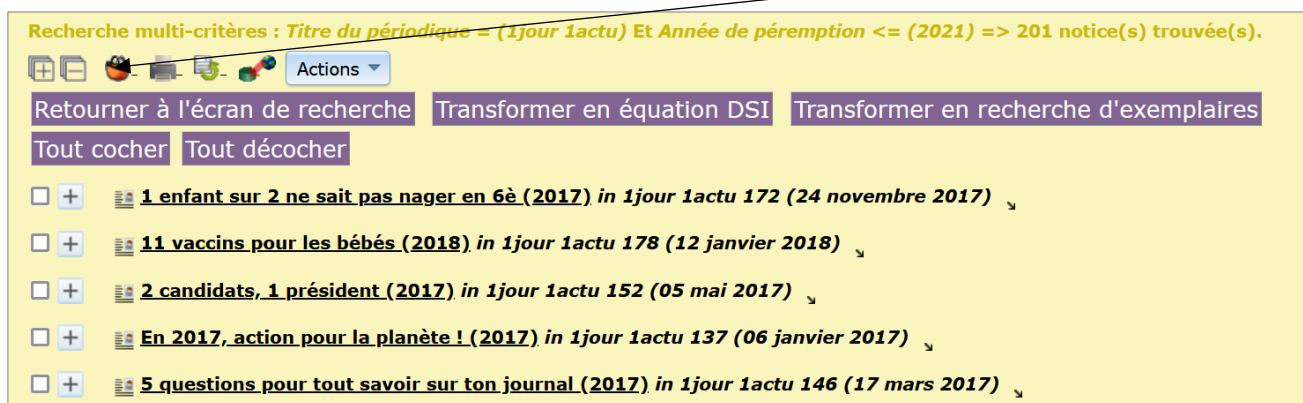 Recherche multi-critères : Titre du périodique = (1jour 1actu) Et Année de péremption <= (2021) => 201 notice(s) trouvée(s).
Actions
Retourner à l'écran de recherche Transformer en équation DSI Transformer en recherche d'exemplaires
Tout cocher Tout décocher
1 enfant sur 2 ne sait pas nager en 6è (2017) in 1jour 1actu 172 (24 novembre 2017)
11 vaccins pour les bébés (2018) in 1jour 1actu 178 (12 janvier 2018)
2 candidats, 1 président (2017) in 1jour 1actu 152 (05 mai 2017)
En 2017, action pour la planète ! (2017) in 1jour 1actu 137 (06 janvier 2017)
5 questions pour tout savoir sur ton journal (2017) in 1jour 1actu 146 (17 mars 2017)